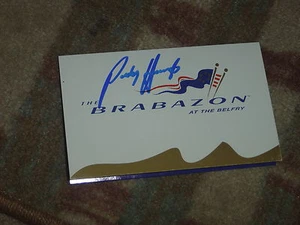 THE
BRABAZON
AT THE BELFRY